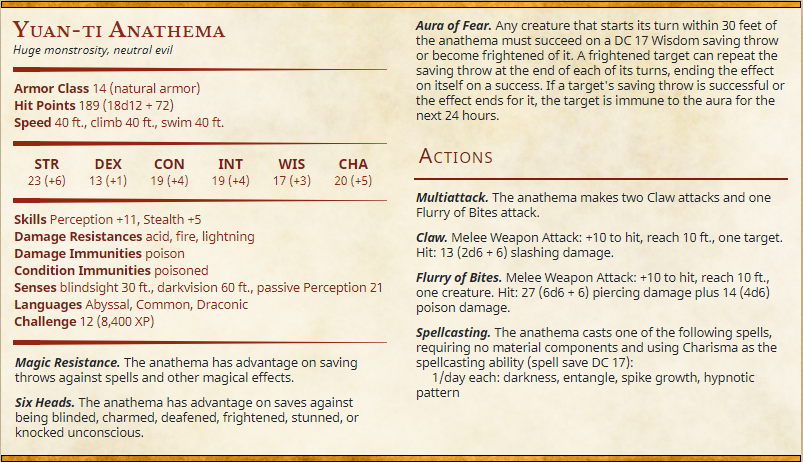 Yuan-ti Anathema
Huge monstrosity, neutral evil
Armor Class 14 (natural armor)
Hit Points 189 (18d12 + 72)
Speed 40 ft., climb 40 ft., swim 40 ft.
STR DEX CON INT WIS CHA
23 (+6) 13 (+1) 19 (+4) 19 (+4) 17 (+3) 20 (+5)
Skills Perception +11, Stealth +5
Damage Resistances acid, fire, lightning
Damage Immunities poison
Condition Immunities poisoned
Senses blindsight 30 ft., darkvision 60 ft., passive Perception 21
Languages Abyssal, Common, Draconic
Challenge 12 (8,400 XP)
Magic Resistance. The anathema has advantage on saving
throws against spells and other magical effects.
Six Heads. The anathema has advantage on saves against
being blinded, charmed, deafened, frightened, stunned, or
knocked unconscious.
Aura of Fear. Any creature that starts its turn within 30 feet of
the anathema must succeed on a DC 17 Wisdom saving throw
or become frightened of it. A frightened target can repeat the
saving throw at the end of each of its turns, ending the effect
on itself on a success. If a target's saving throw is successful or
the effect ends for it, the target is immune to the aura for the
next 24 hours.
Actions
Multiattack. The anathema makes two Claw attacks and one
Flurry of Bites attack.
Claw. Melee Weapon Attack: +10 to hit, reach 10 ft., one target.
Hit: 13 (2d6 + 6) slashing damage.
Flurry of Bites. Melee Weapon Attack: +10 to hit, reach 10 ft.,
one creature. Hit: 27 (6d6 + 6) piercing damage plus 14 (4d6)
poison damage.
Spellcasting. The anathema casts one of the following spells,
requiring no material components and using Charisma as the
spellcasting ability (spell save DC 17):
1/day each: darkness, entangle, spike growth, hypnotic
pattern